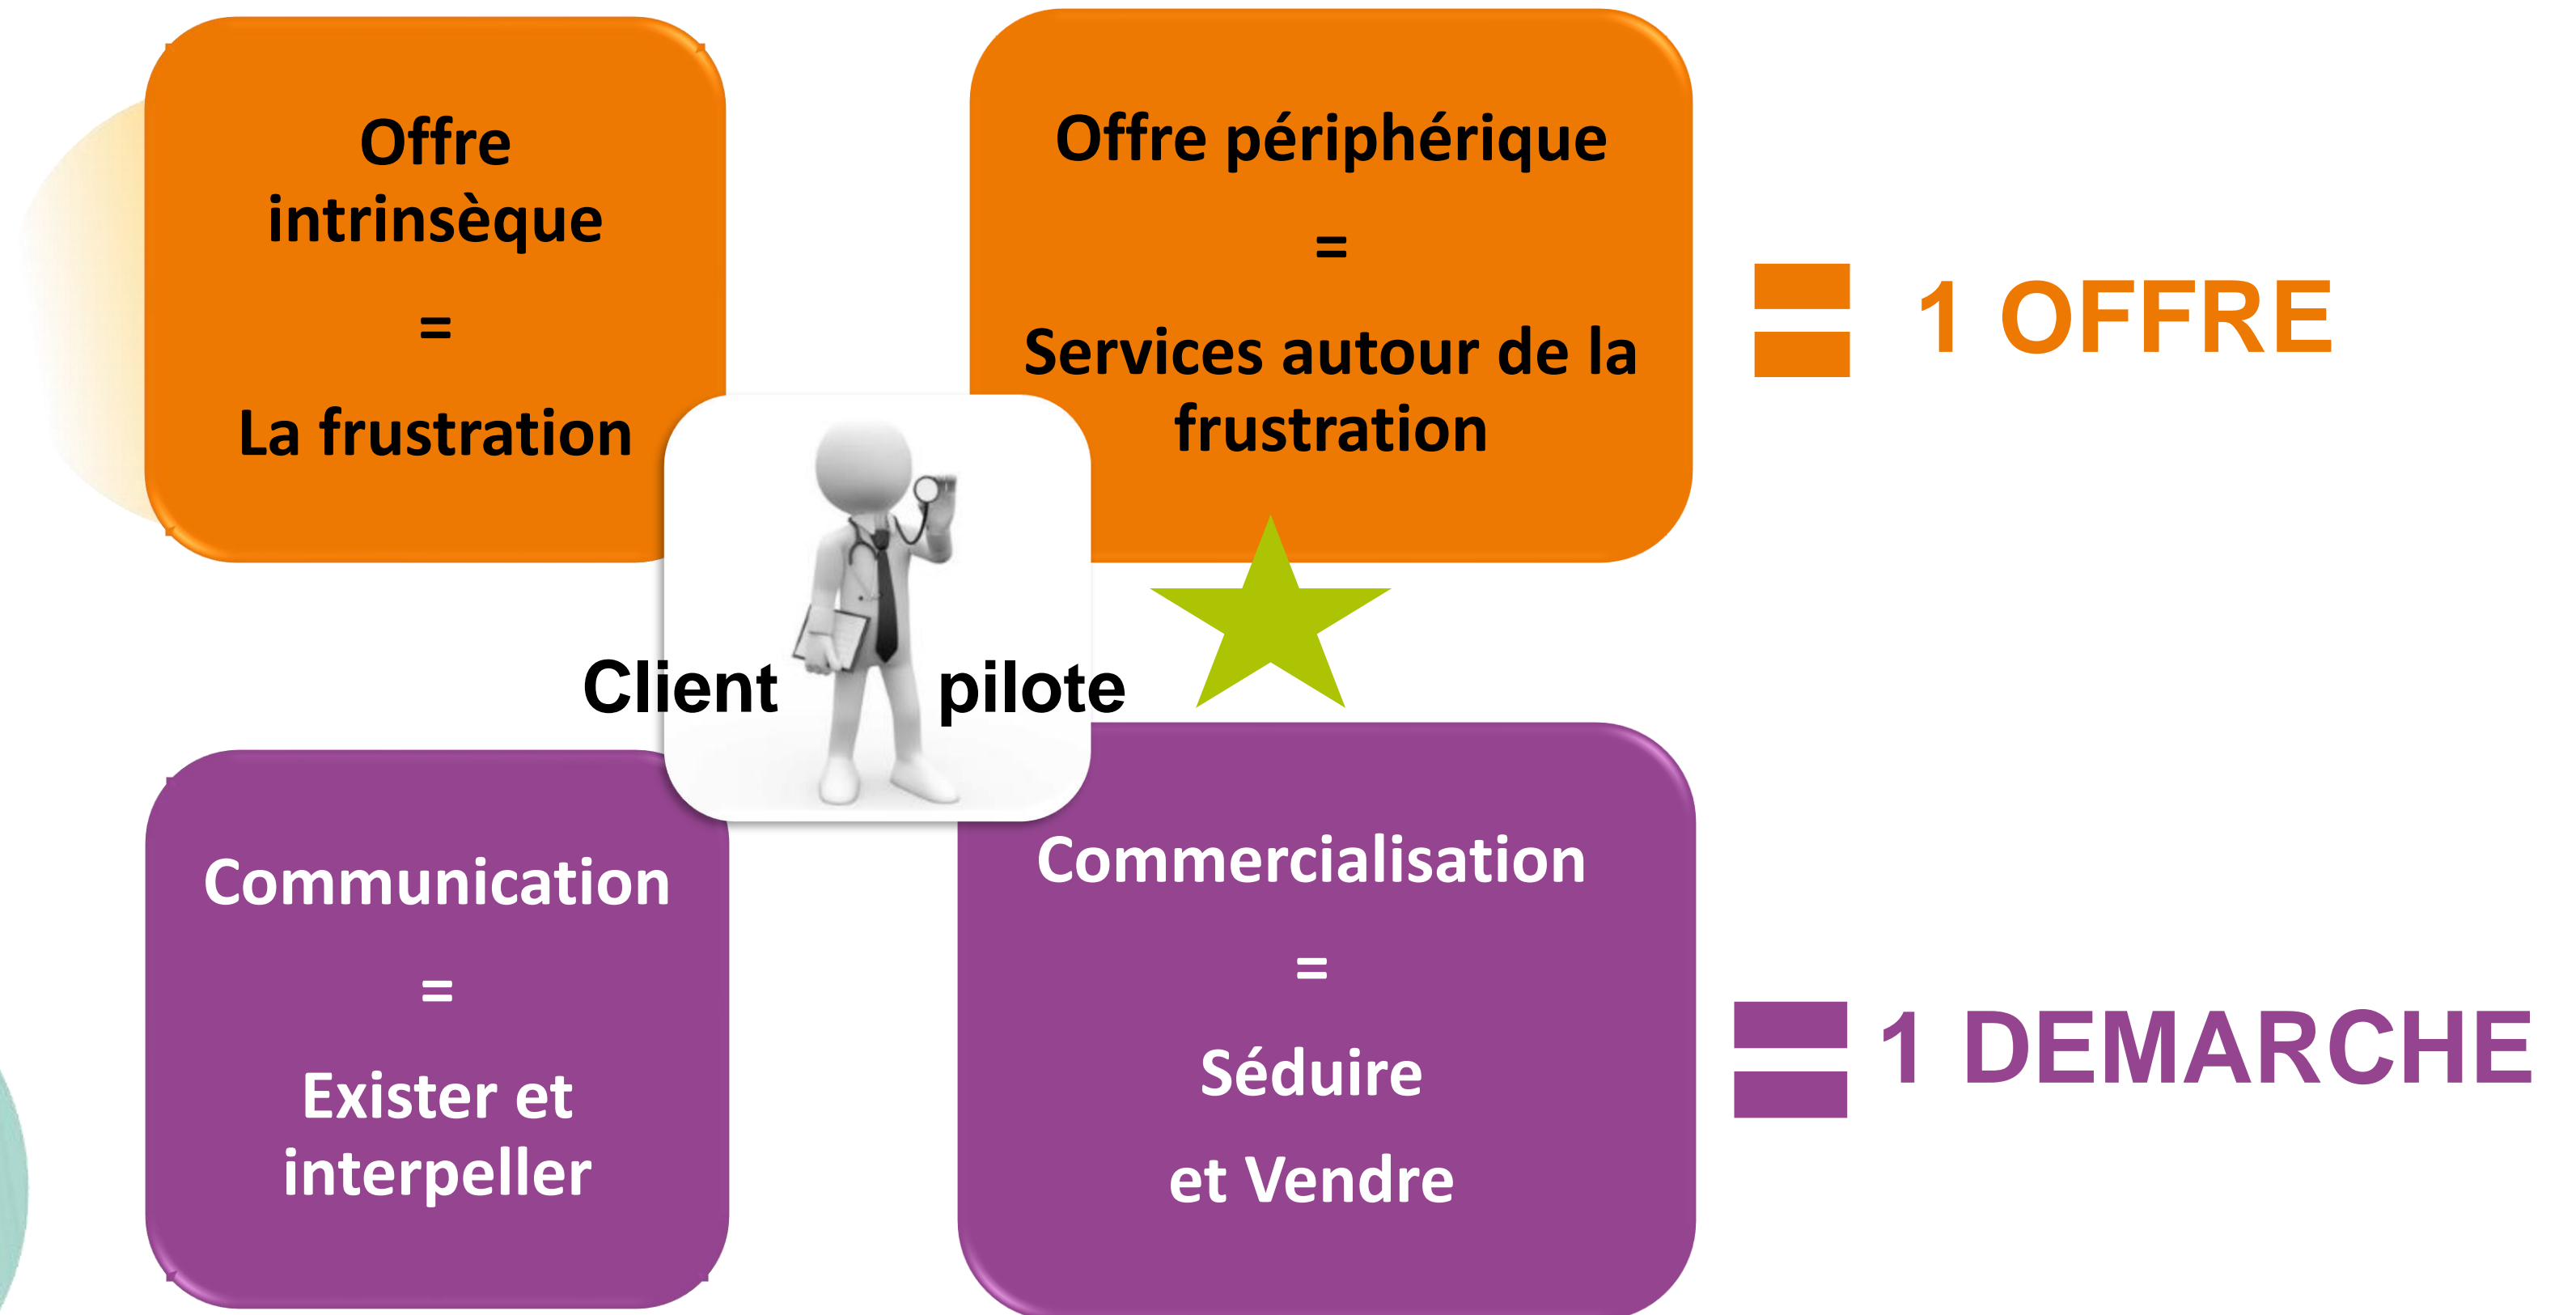 Offre
intrinsèque
=
La frustration
Offre périphérique
=
Services autour de la
frustration
= 1 OFFRE
Client pilote
Communication
=
Exister et
interpeller
Commercialisation
=
Séduire
et Vendre
= 1 DEMARCHE